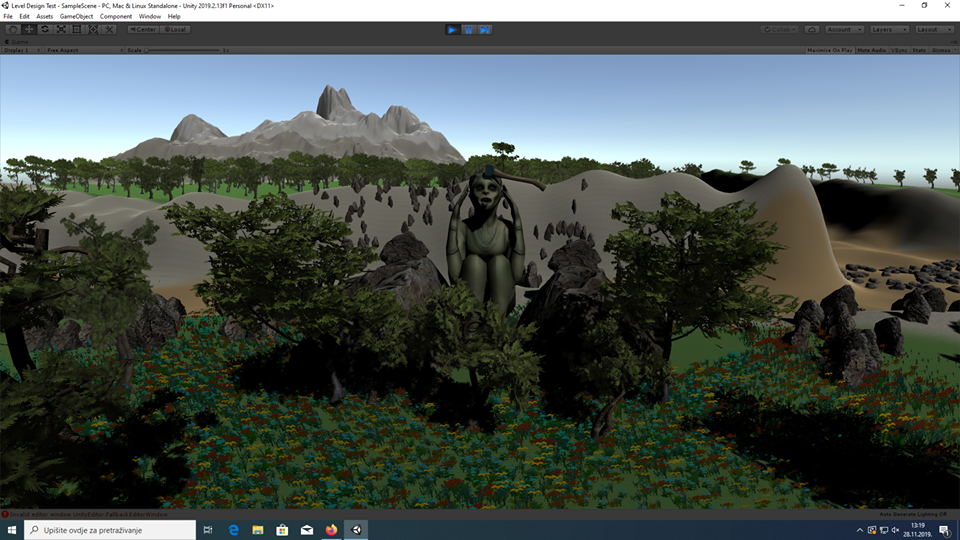 Level Design Test - SampleScene - PC, Mac & Linux Standalone - Unity 2019.2.13f1 Personal <DX11>
File Edit Assets GameObject Component Window Help
Center Local Collab Account Layers Layout
Game
Display 1 Free Aspect Scale 1x Maximize On Play Mute Audio VSync Stats Gizmos
Invalid editor window UnityEditor.FallbackEditorWindow Auto Generate Lighting Off
Upišite ovdje za pretraživanje
13:19
28.11.2019.
1